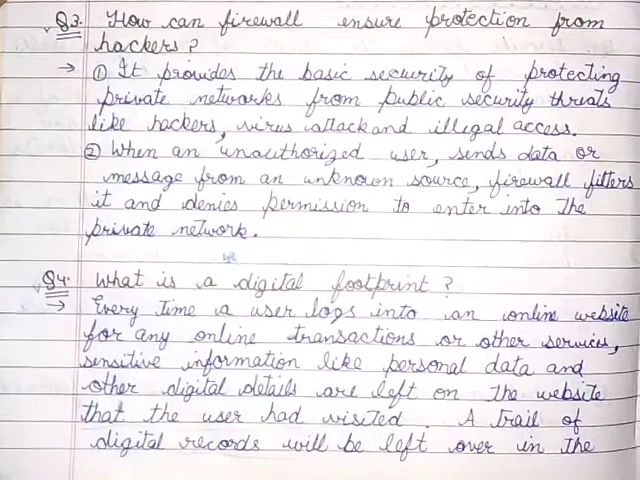 Q3. How can firewall ensure protection from
hackers?
→ ① It provides the basic security of protecting
private networks from public security threats
like hackers, virus attack and illegal access.
② When an unauthorized user, sends data or
message from an unknown source, firewall filters
it and denies permission to enter into the
private network.
Q4. What is a digital footprint?
→ Every time a user logs into an online website
for any online transactions or other services,
sensitive information like personal data and
other digital details are left on the website
that the user had visited. A trail of
digital records will be left over in the